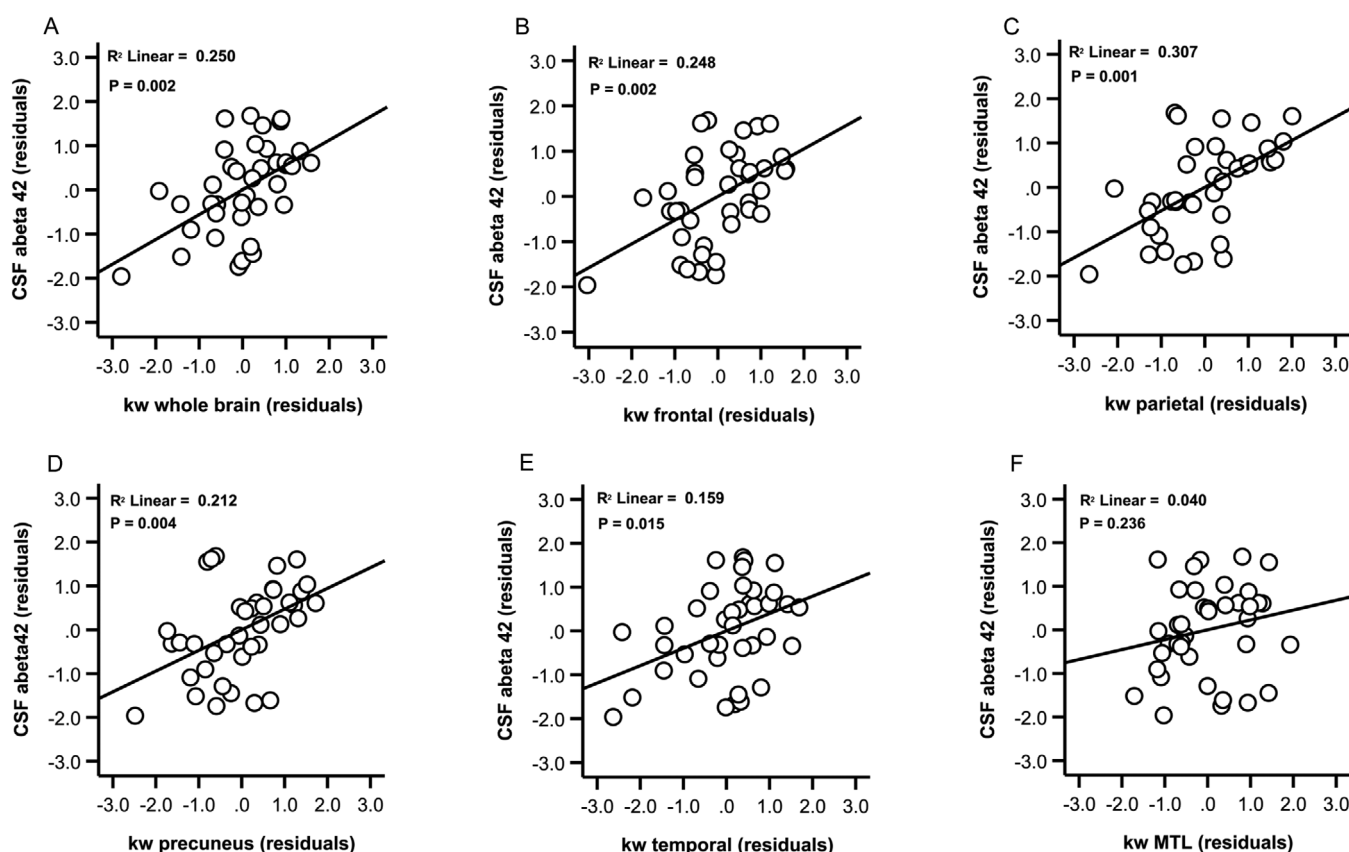 A
R² Linear = 0.250
P = 0.002
CSF abeta 42 (residuals)
3.0
2.0
1.0
.0
-1.0
-2.0
-3.0
-3.0 -2.0 -1.0 .0 1.0 2.0 3.0
kw whole brain (residuals)
B
R² Linear = 0.248
P = 0.002
CSF abeta 42 (residuals)
3.0
2.0
1.0
.0
-1.0
-2.0
-3.0
-3.0 -2.0 -1.0 .0 1.0 2.0 3.0
kw frontal (residuals)
C
R² Linear = 0.307
P = 0.001
CSF abeta 42 (residuals)
3.0
2.0
1.0
.0
-1.0
-2.0
-3.0
-3.0 -2.0 -1.0 .0 1.0 2.0 3.0
kw parietal (residuals)
D
R² Linear = 0.212
P = 0.004
CSF abeta42 (residuals)
3.0
2.0
1.0
.0
-1.0
-2.0
-3.0
-3.0 -2.0 -1.0 .0 1.0 2.0 3.0
kw precuneus (residuals)
E
R² Linear = 0.159
P = 0.015
CSF abeta 42 (residuals)
3.0
2.0
1.0
.0
-1.0
-2.0
-3.0
-3.0 -2.0 -1.0 .0 1.0 2.0 3.0
kw temporal (residuals)
F
R² Linear = 0.040
P = 0.236
CSF abeta 42 (residuals)
3.0
2.0
1.0
.0
-1.0
-2.0
-3.0
-3.0 -2.0 -1.0 .0 1.0 2.0 3.0
kw MTL (residuals)